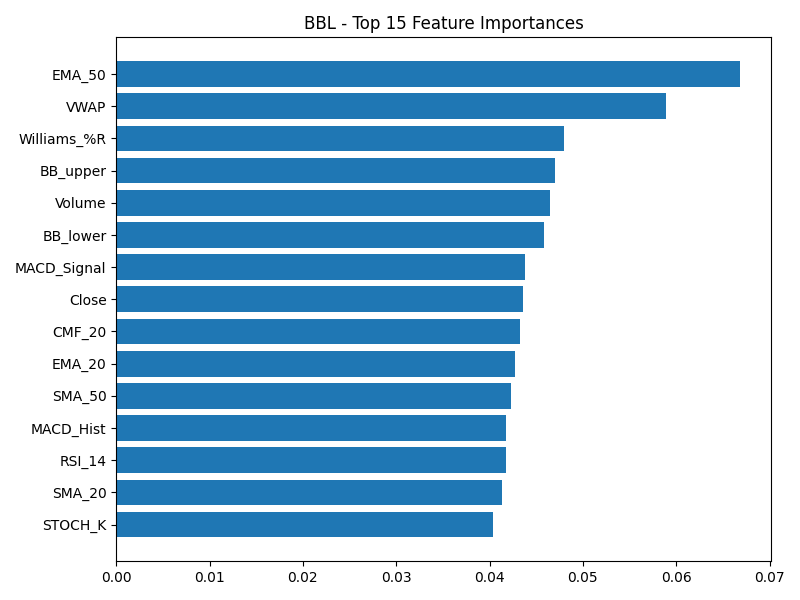 BBL - Top 15 Feature Importances
EMA_50
VWAP
Williams_%R
BB_upper
Volume
BB_lower
MACD_Signal
Close
CMF_20
EMA_20
SMA_50
MACD_Hist
RSI_14
SMA_20
STOCH_K
0.00 0.01 0.02 0.03 0.04 0.05 0.06 0.07